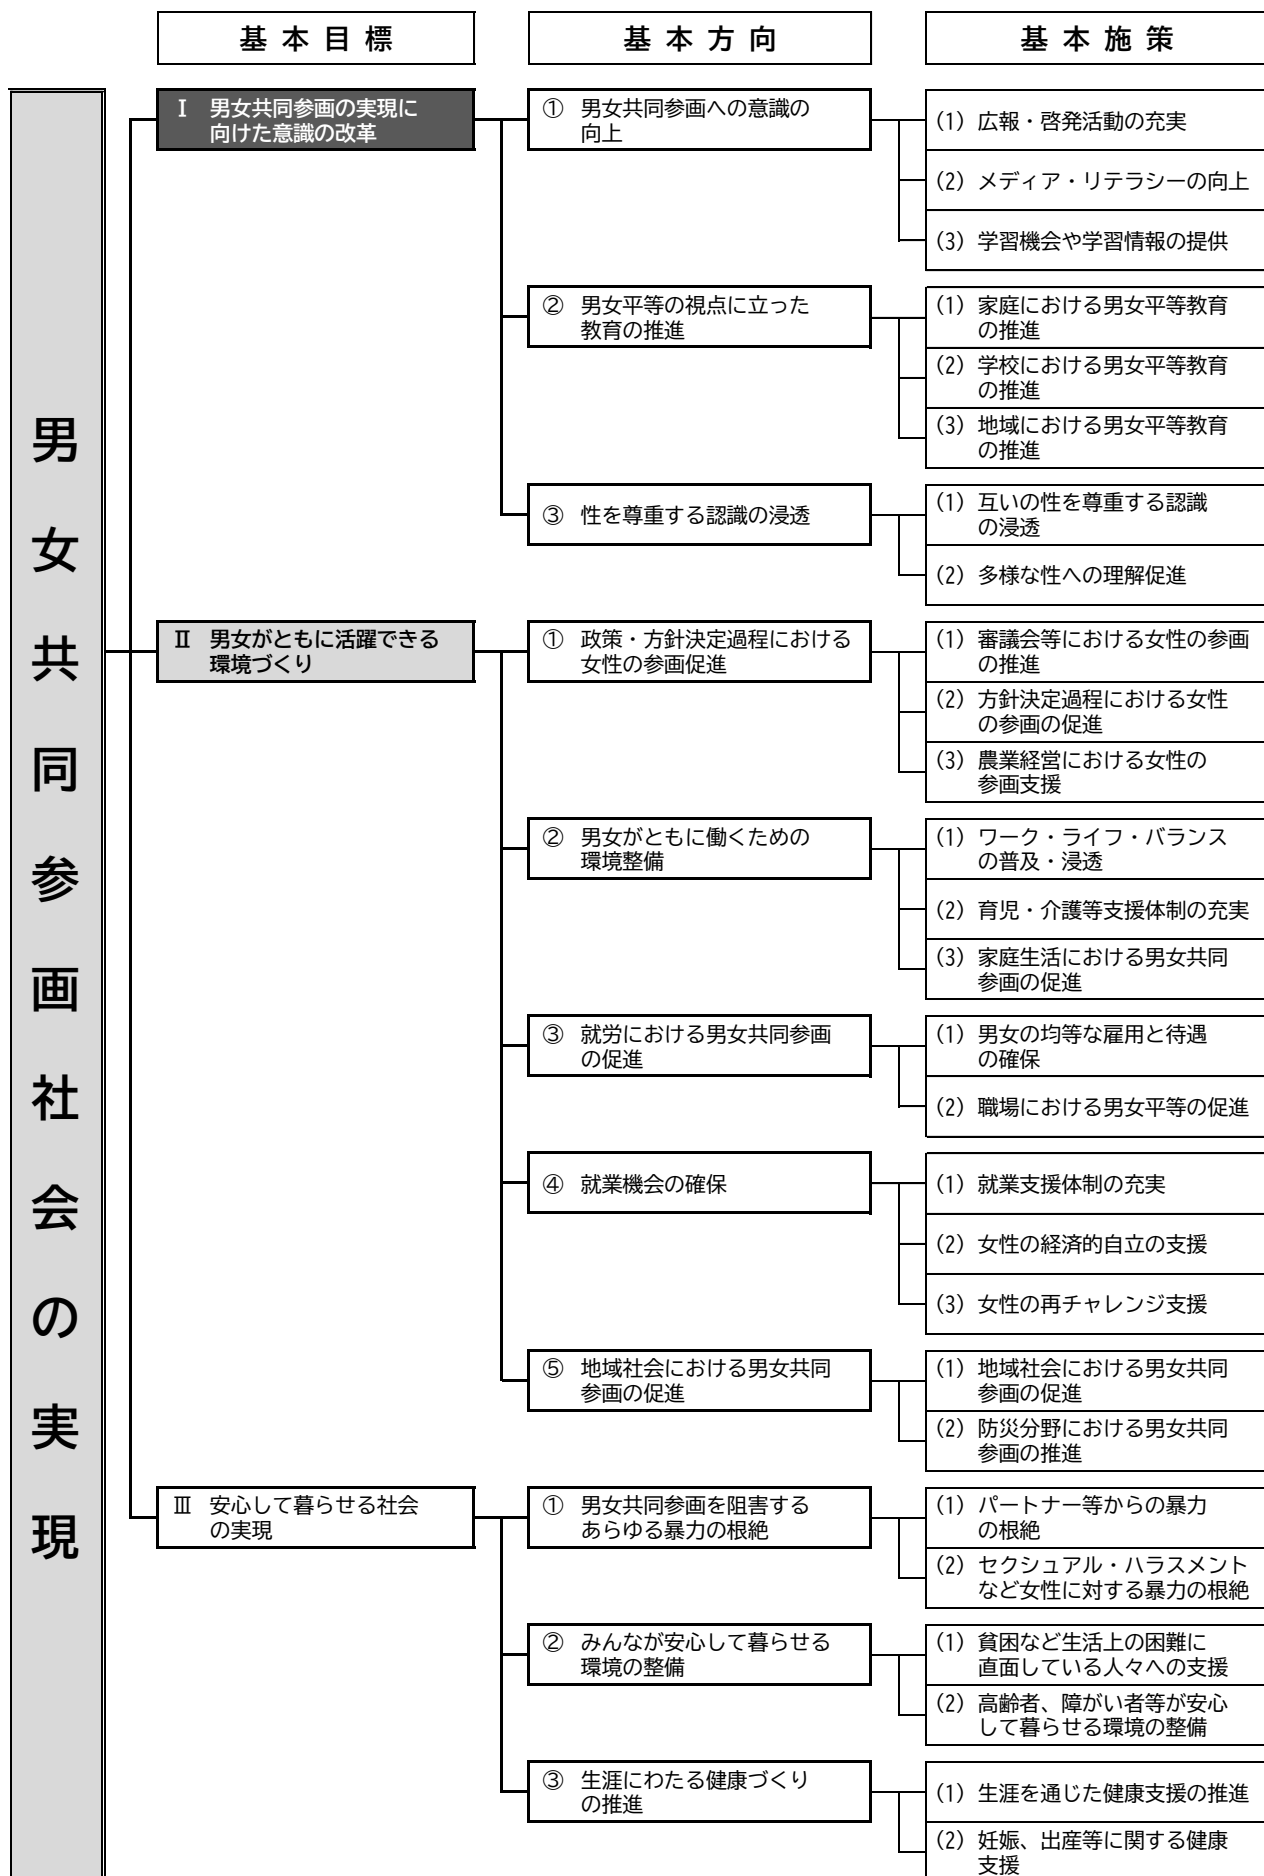 基本目標
基本方向
基本施策
男女共同参画社会の実現
Ⅰ 男女共同参画の実現に
向けた意識の改革
① 男女共同参画への意識の
向上
(1) 広報・啓発活動の充実
(2) メディア・リテラシーの向上
(3) 学習機会や学習情報の提供
② 男女平等の視点に立った
教育の推進
(1) 家庭における男女平等教育
の推進
(2) 学校における男女平等教育
の推進
(3) 地域における男女平等教育
の推進
③ 性を尊重する認識の浸透
(1) 互いの性を尊重する認識
の浸透
(2) 多様な性への理解促進
Ⅱ 男女がともに活躍できる
環境づくり
① 政策・方針決定過程における
女性の参画促進
(1) 審議会等における女性の参画
の推進
(2) 方針決定過程における女性
の参画の促進
(3) 農業経営における女性の
参画支援
② 男女がともに働くための
環境整備
(1) ワーク・ライフ・バランス
の普及・浸透
(2) 育児・介護等支援体制の充実
(3) 家庭生活における男女共同
参画の促進
③ 就労における男女共同参画
の促進
(1) 男女の均等な雇用と待遇
の確保
(2) 職場における男女平等の促進
④ 就業機会の確保
(1) 就業支援体制の充実
(2) 女性の経済的自立の支援
(3) 女性の再チャレンジ支援
⑤ 地域社会における男女共同
参画の促進
(1) 地域社会における男女共同
参画の促進
(2) 防災分野における男女共同
参画の推進
Ⅲ 安心して暮らせる社会
の実現
① 男女共同参画を阻害する
あらゆる暴力の根絶
(1) パートナー等からの暴力
の根絶
(2) セクシュアル・ハラスメント
など女性に対する暴力の根絶
② みんなが安心して暮らせる
環境の整備
(1) 貧困など生活上の困難に
直面している人々への支援
(2) 高齢者、障がい者等が安心
して暮らせる環境の整備
③ 生涯にわたる健康づくり
の推進
(1) 生涯を通じた健康支援の推進
(2) 妊娠、出産等に関する健康
支援